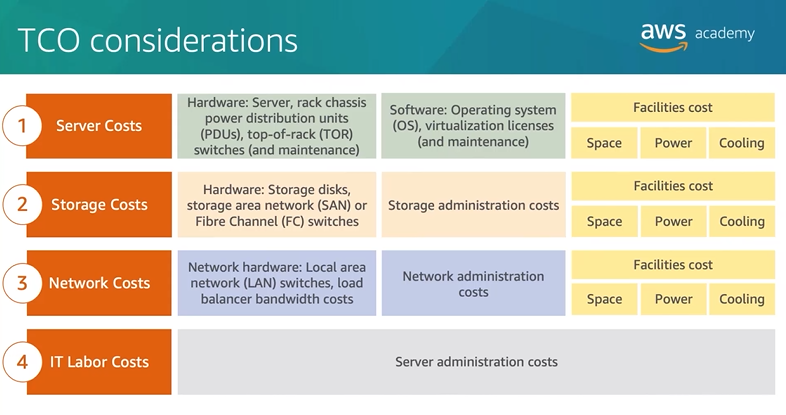 TCO considerations
aws academy
1
Server Costs
Hardware: Server, rack chassis
power distribution units
(PDUs), top-of-rack (TOR)
switches (and maintenance)
Software: Operating system
(OS), virtualization licenses
(and maintenance)
Facilities cost
Space
Power
Cooling
2
Storage Costs
Hardware: Storage disks,
storage area network (SAN) or
Fibre Channel (FC) switches
Storage administration costs
Facilities cost
Space
Power
Cooling
3
Network Costs
Network hardware: Local area
network (LAN) switches, load
balancer bandwidth costs
Network administration
costs
Facilities cost
Space
Power
Cooling
4
IT Labor Costs
Server administration costs